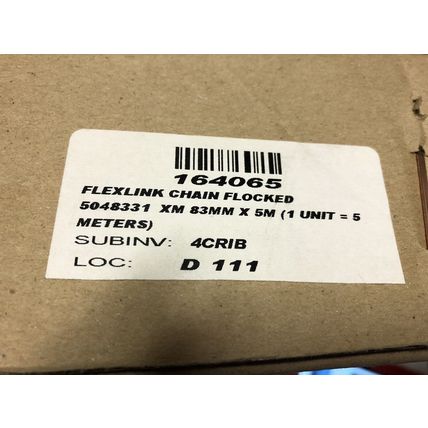 164065
FLEXLINK CHAIN FLOCKED
5048331 XM 83MM X 5M (1 UNIT = 5
METERS)
SUBINV: 4CRIB
LOC: D 111